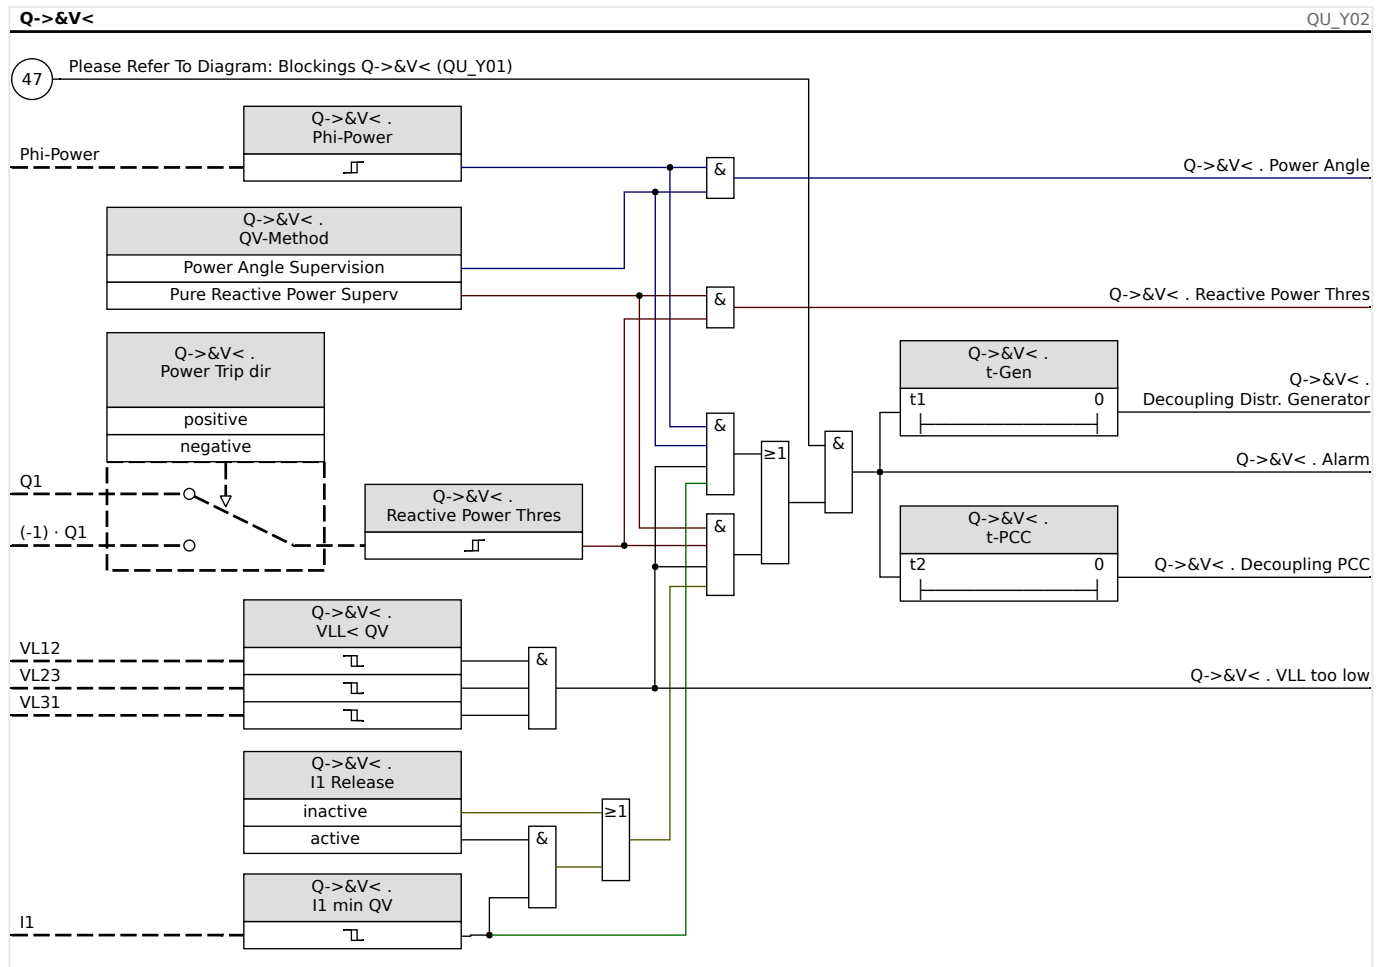 Q->&V<
QU_Y02
47
Please Refer To Diagram: Blockings Q->&V< (QU_Y01)
Q->&V< .
Phi-Power
Phi-Power
&
Q->&V< . Power Angle
Q->&V< .
QV-Method
Power Angle Supervision
Pure Reactive Power Superv
&
Q->&V< . Reactive Power Thres
Q->&V< .
Power Trip dir
positive
negative
Q1
(-1) · Q1
Q->&V< .
Reactive Power Thres
&
&
≥1
&
Q->&V< .
t-Gen
t1
0
Q->&V< .
Decoupling Distr. Generator
Q->&V< . Alarm
Q->&V< .
t-PCC
t2
0
Q->&V< . Decoupling PCC
Q->&V< .
VLL< QV
VL12
VL23
VL31
&
Q->&V< . VLL too low
Q->&V< .
I1 Release
inactive
active
&
≥1
Q->&V< .
I1 min QV
I1